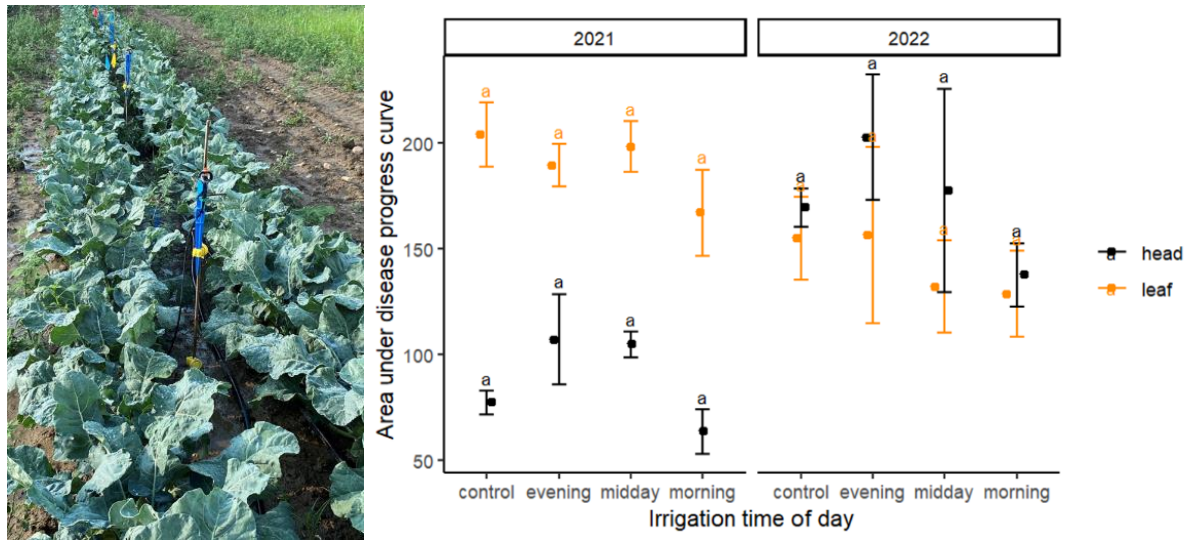 2021
2022
Area under disease progress curve
200
150
100
50
a a a a
a a a a
a a a a
a a a a
control evening midday morning
control evening midday morning
Irrigation time of day
a head
a leaf